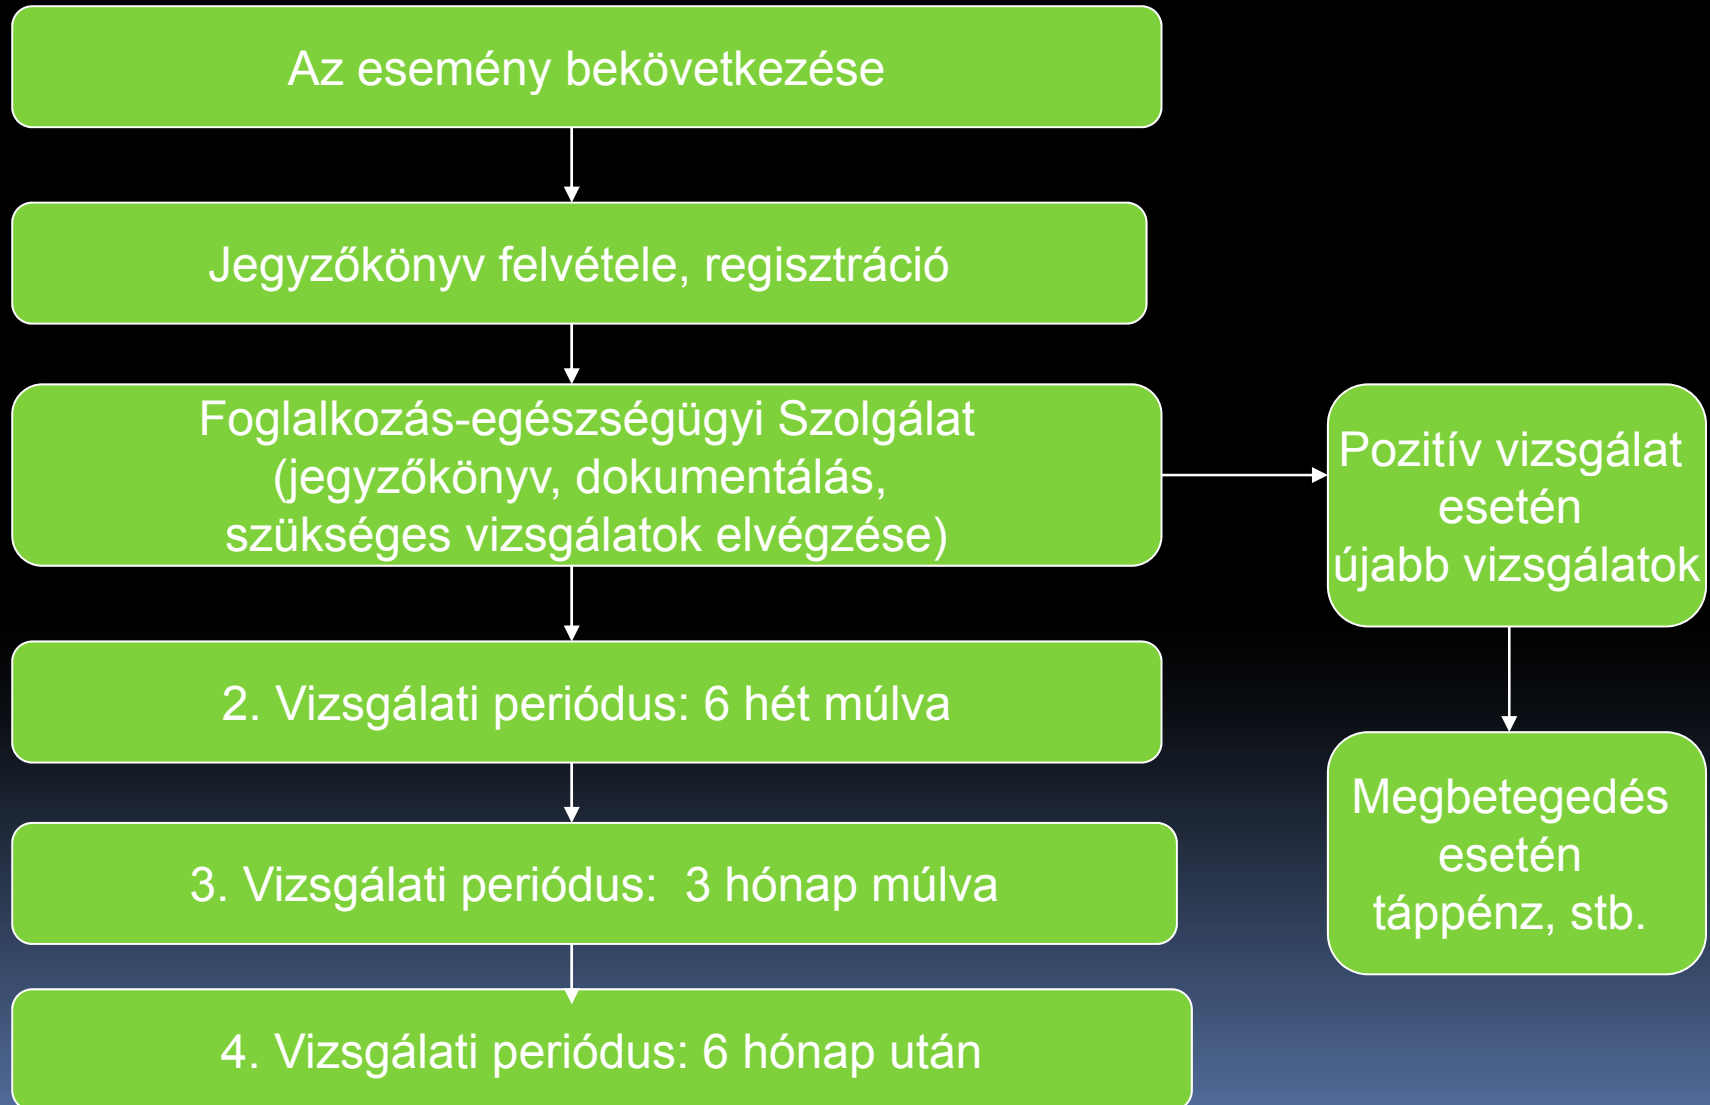 Az esemény bekövetkezése
Jegyzőkönyv felvétele, regisztráció
Foglalkozás-egészségügyi Szolgálat
(jegyzőkönyv, dokumentálás,
szükséges vizsgálatok elvégzése)
Pozitív vizsgálat
esetén
újabb vizsgálatok
2. Vizsgálati periódus: 6 hét múlva
3. Vizsgálati periódus:  3 hónap múlva
Megbetegedés
esetén
táppénz, stb.
4. Vizsgálati periódus: 6 hónap után